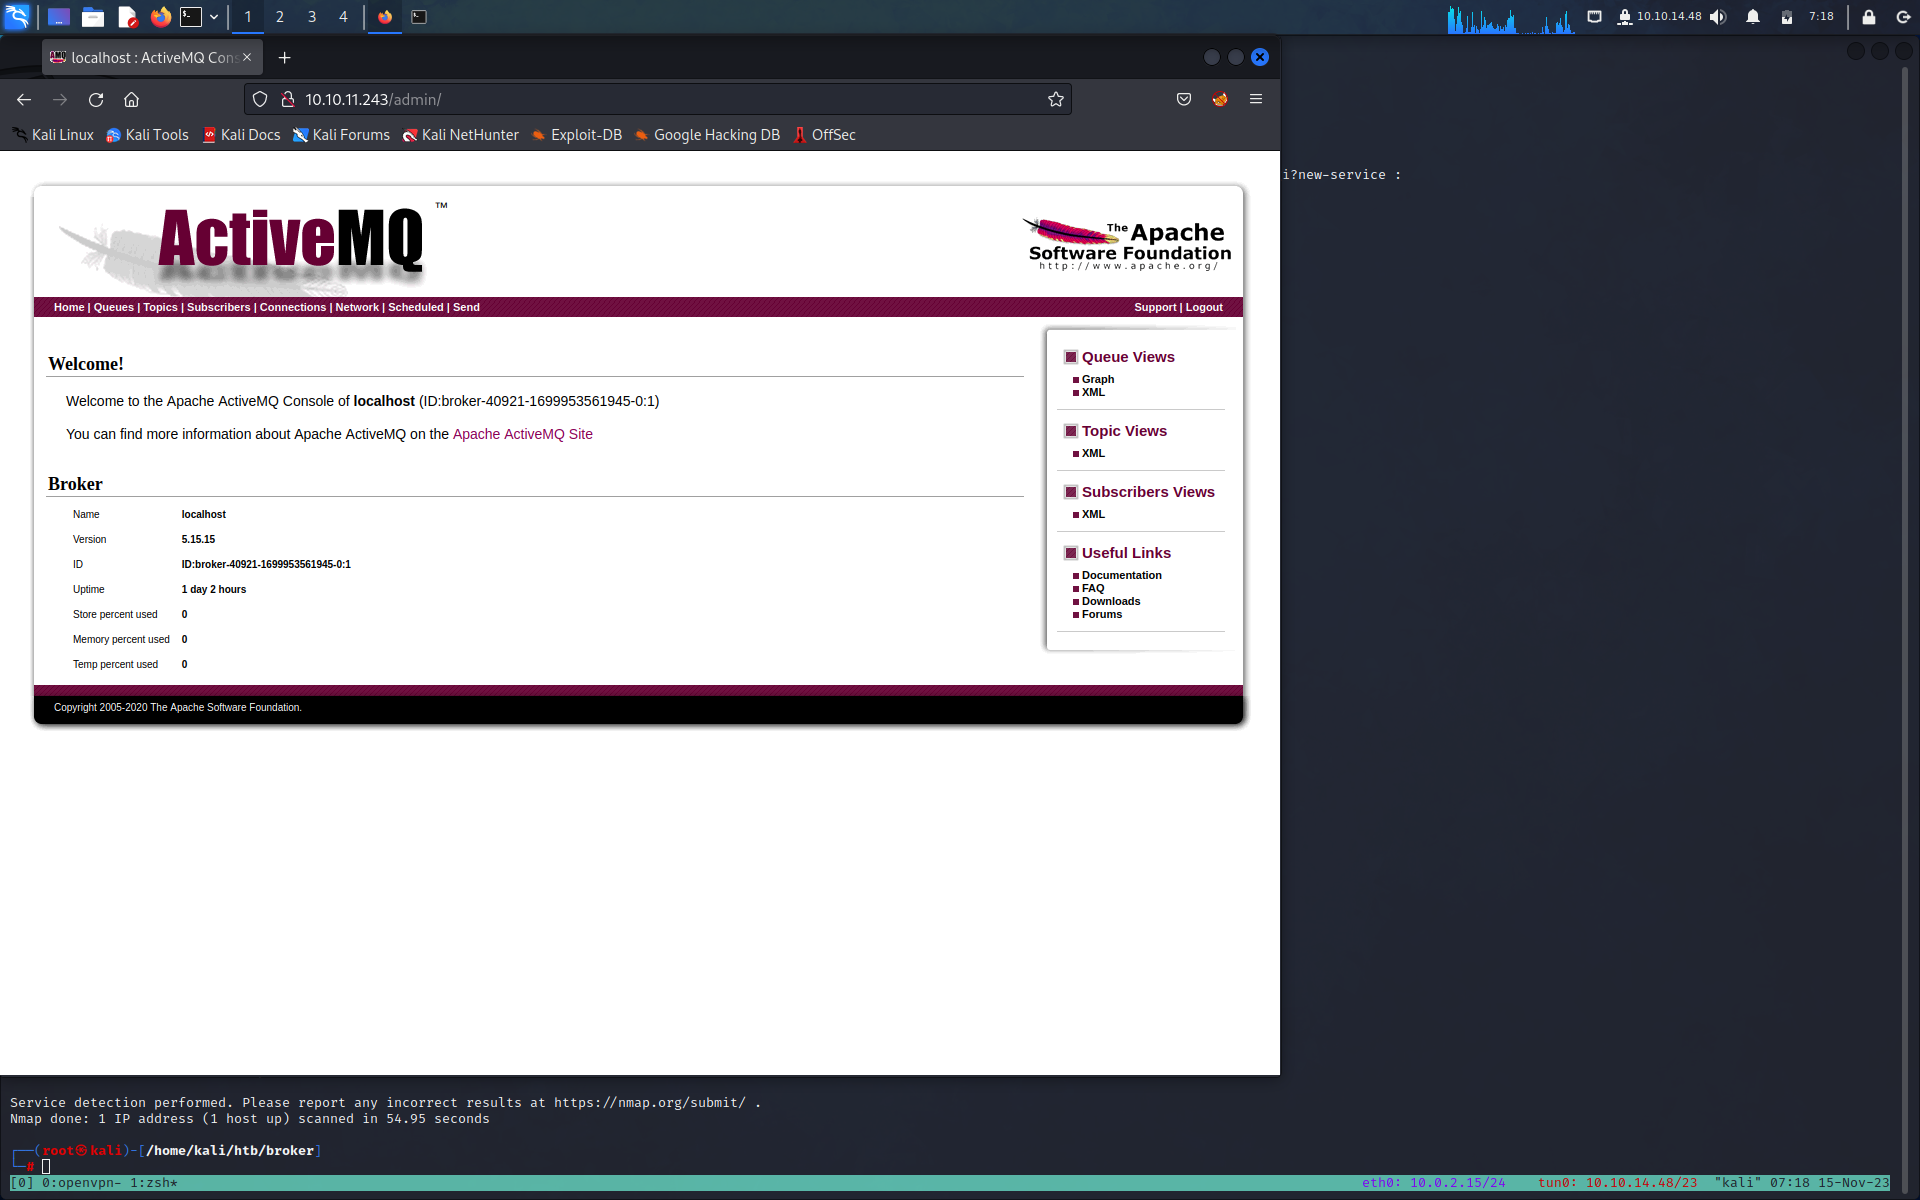 1 2 3 4 10.10.14.48 7:18
localhost : ActiveMQ Cons
10.10.11.243/admin/
Kali Linux Kali Tools Kali Docs Kali Forums Kali NetHunter Exploit-DB Google Hacking DB OffSec
i?new-service :
ActiveMQ ™
The Apache
Software Foundation
http://www.apache.org/
Home | Queues | Topics | Subscribers | Connections | Network | Scheduled | Send
Support | Logout
Welcome!
Welcome to the Apache ActiveMQ Console of localhost (ID:broker-40921-1699953561945-0:1)
You can find more information about Apache ActiveMQ on the Apache ActiveMQ Site
Broker
Name localhost
Version 5.15.15
ID ID:broker-40921-1699953561945-0:1
Uptime 1 day 2 hours
Store percent used 0
Memory percent used 0
Temp percent used 0
Queue Views
Graph
XML
Topic Views
XML
Subscribers Views
XML
Useful Links
Documentation
FAQ
Downloads
Forums
Copyright 2005-2020 The Apache Software Foundation.
Service detection performed. Please report any incorrect results at https://nmap.org/submit/ .
Nmap done: 1 IP address (1 host up) scanned in 54.95 seconds
┌──(root㉿kali)-[/home/kali/htb/broker]
└─#
[0] 0:openvpn- 1:zsh* eth0: 10.0.2.15/24 tun0: 10.10.14.48/23 "kali" 07:18 15-Nov-23